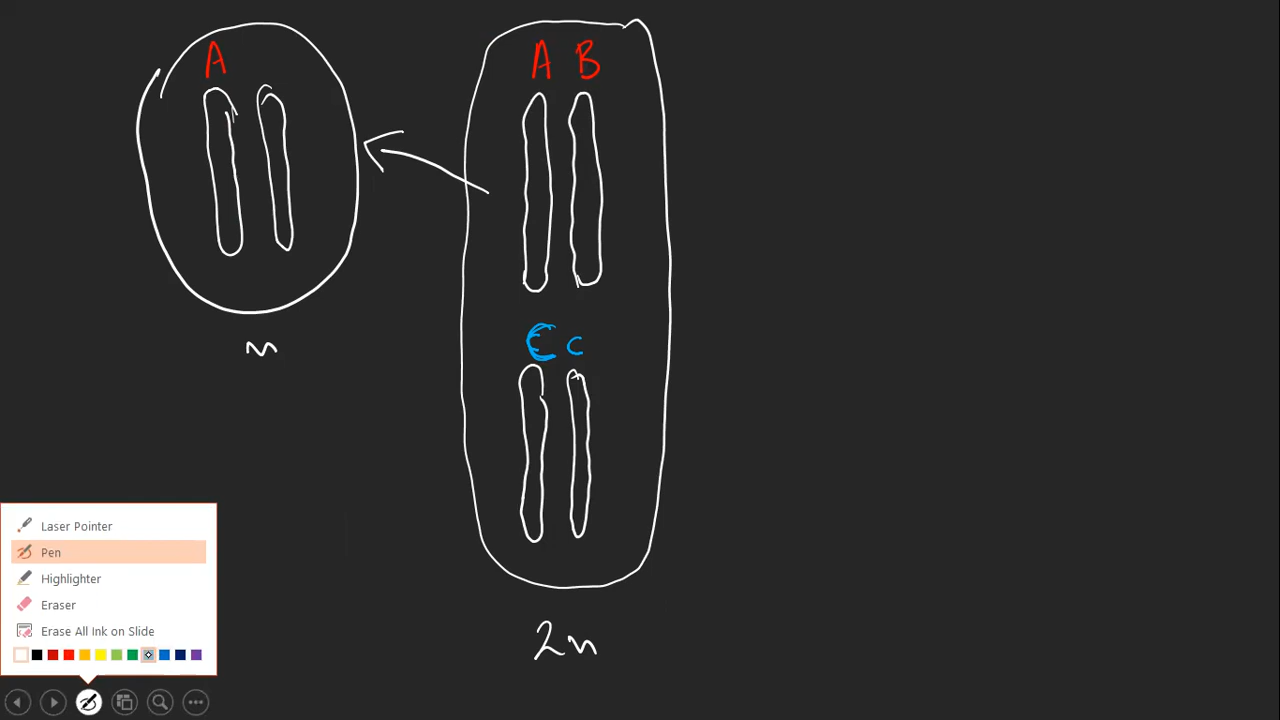 A
A B
n
C c
2n
Laser Pointer
Pen
Highlighter
Eraser
Erase All Ink on Slide